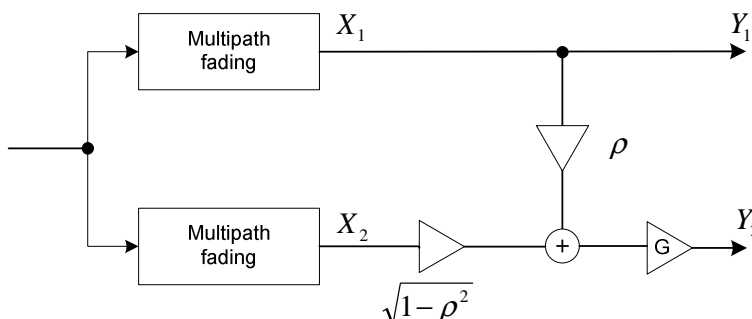 Multipath
fading
X₁
Y₁
ρ
Multipath
fading
X₂
√1 − ρ²
+
G
Y₂